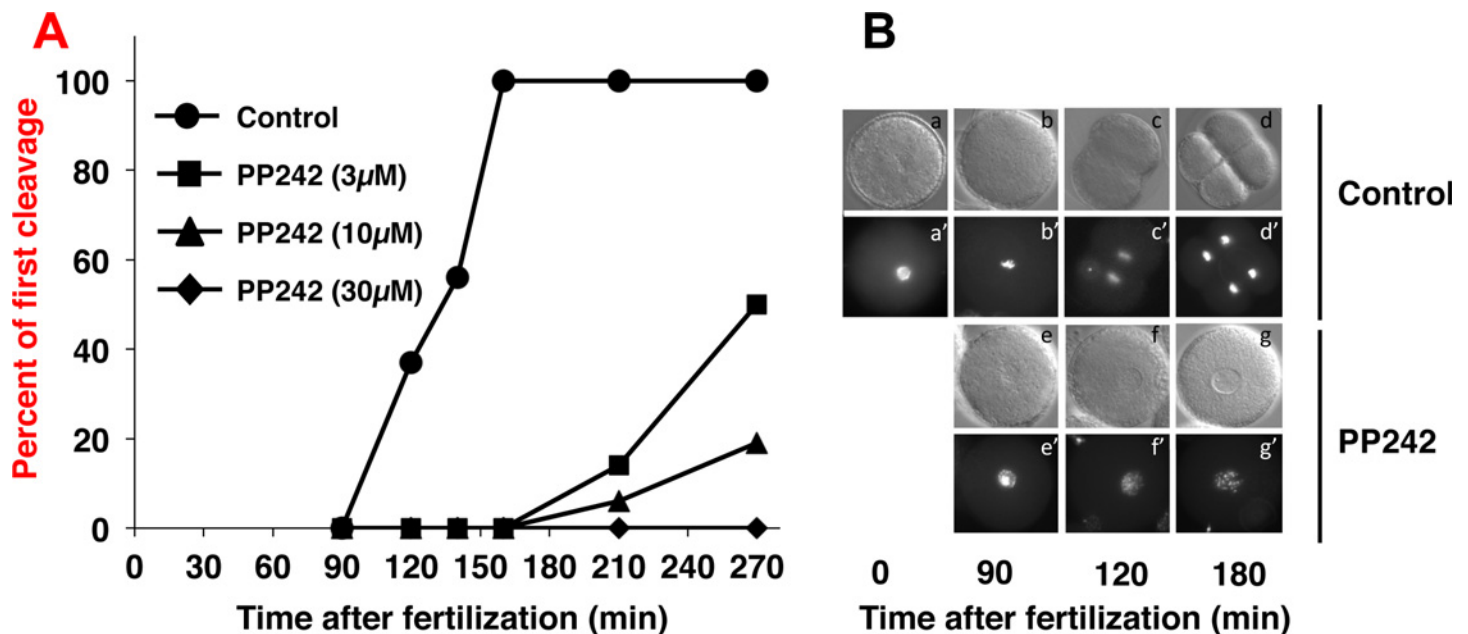 A
Percent of first cleavage
100
80
60
40
20
0
Control
PP242 (3µM)
PP242 (10µM)
PP242 (30µM)
0 30 60 90 120 150 180 210 240 270
Time after fertilization (min)
B
a b c d
a' b' c' d'
Control
e f g
e' f' g'
PP242
0 90 120 180
Time after fertilization (min)